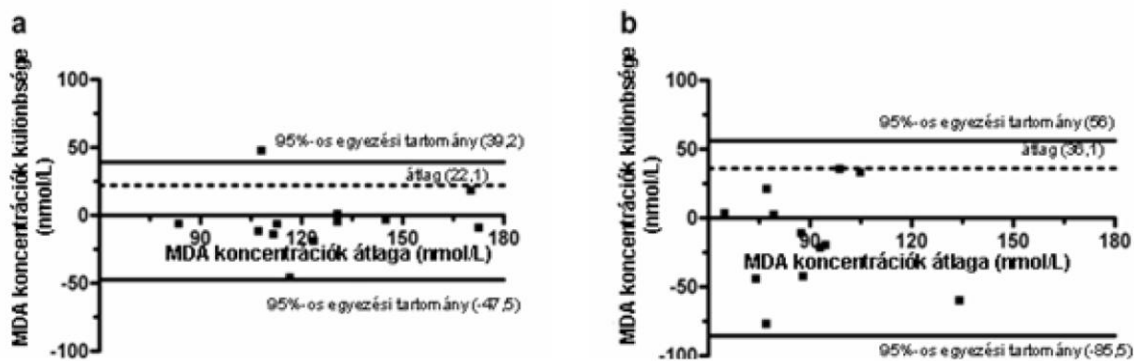 a
MDA koncentrációk különbsége
(nmol/L)
100
50
0
-50
-100
95%-os egyezési tartomány (39,2)
átlag (22,1)
90
120
150
180
MDA koncentrációk átlaga (nmol/L)
95%-os egyezési tartomány (-47,5)
b
MDA koncentrációk különbsége
(nmol/L)
100
50
0
-50
-100
95%-os egyezési tartomány (56)
átlag (36,1)
90
120
150
180
MDA koncentrációk átlaga (nmol/L)
95%-os egyezési tartomány (-85,5)